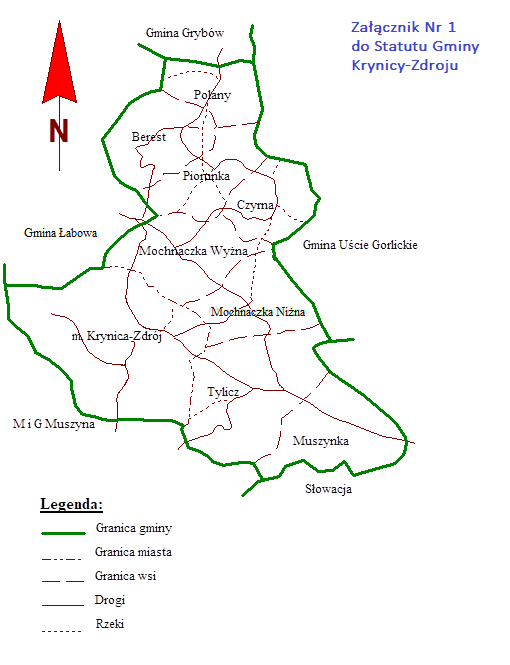 Załącznik Nr 1
do Statutu Gminy
Krynicy-Zdroju
Gmina Grybów
N
Polany
Berest
Piorunka
Czyrna
Gmina Łabowa
Gmina Uście Gorlickie
Mochnaczka Wyżna
Mochnaczka Niżna
m. Krynica-Zdrój
Tylicz
M i G Muszyna
Muszynka
Słowacja
Legenda:
Granica gminy
Granica miasta
Granica wsi
Drogi
Rzeki